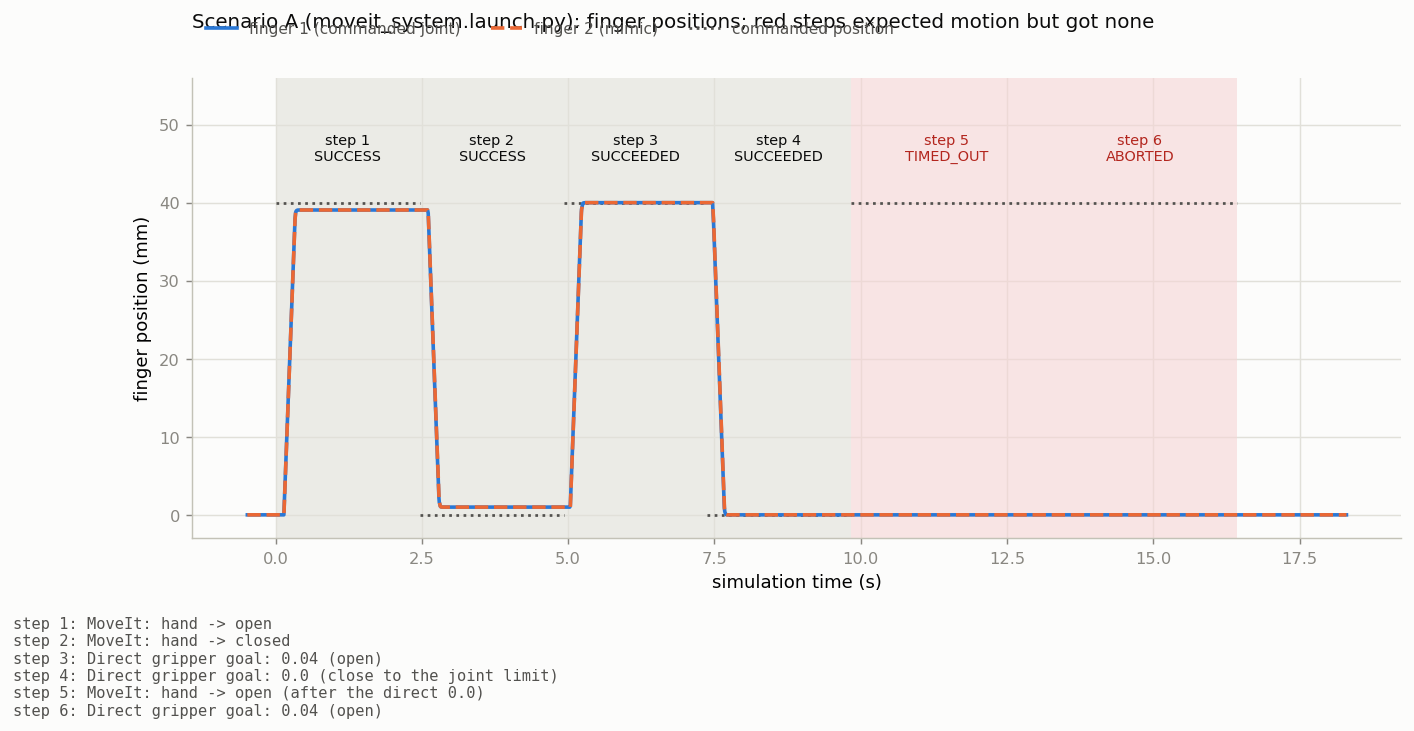 Scenario A (moveit_system.launch.py): finger positions; red steps expected motion but got none
finger 1 (commanded joint) finger 2 (mimic) commanded position
step 1 step 2 step 3 step 4 step 5 step 6
SUCCESS SUCCESS SUCCEEDED SUCCEEDED TIMED_OUT ABORTED
50
40
30
20
10
0
finger position (mm)
0.0 2.5 5.0 7.5 10.0 12.5 15.0 17.5
simulation time (s)
step 1: MoveIt: hand -> open
step 2: MoveIt: hand -> closed
step 3: Direct gripper goal: 0.04 (open)
step 4: Direct gripper goal: 0.0 (close to the joint limit)
step 5: MoveIt: hand -> open (after the direct 0.0)
step 6: Direct gripper goal: 0.04 (open)